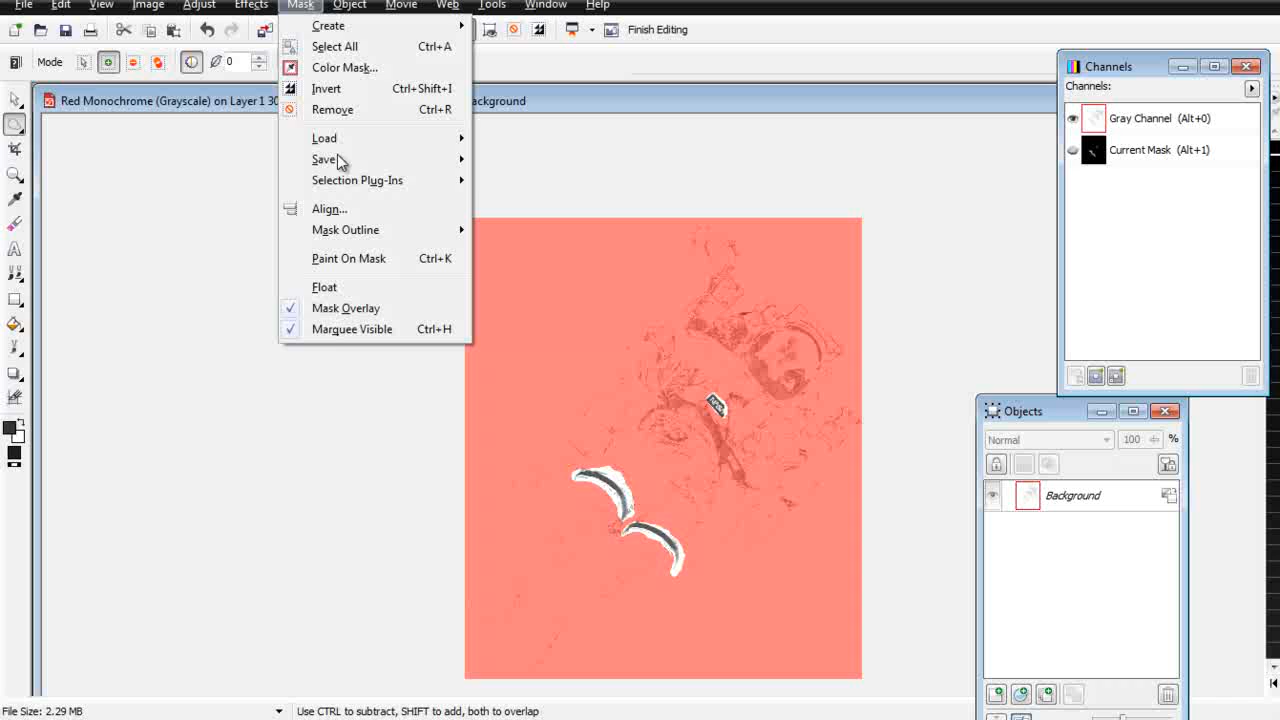 File Edit View Image Adjust Effects Mask Object Movie Web Tools Window Help
Finish Editing
Mode 0
Create
Select All Ctrl+A
Color Mask...
Invert Ctrl+Shift+I
Remove Ctrl+R
Load
Save
Selection Plug-Ins
Align...
Mask Outline
Paint On Mask Ctrl+K
Float
Mask Overlay
Marquee Visible Ctrl+H
Red Monochrome (Grayscale) on Layer 1 30
ackground
Channels
Channels:
Gray Channel (Alt+0)
Current Mask (Alt+1)
Objects
Normal 100 %
Background
File Size: 2.29 MB Use CTRL to subtract, SHIFT to add, both to overlap